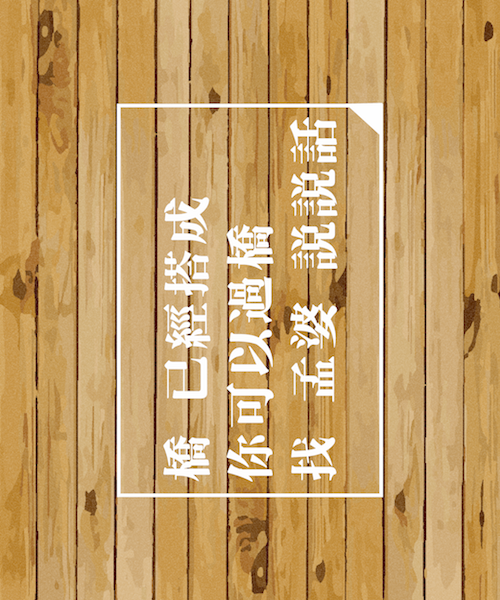 橋 已經搭成
你可以過橋
找 孟婆 說說話